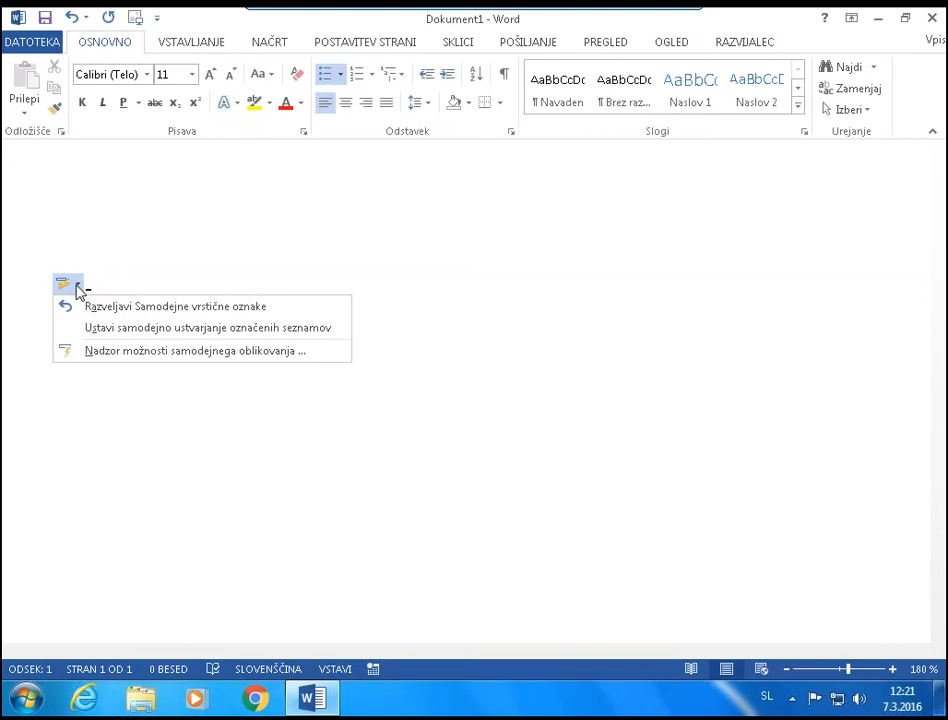 Dokument1 - Word
?
DATOTEKA OSNOVNO VSTAVLJANJE NAČRT POSTAVITEV STRANI SKLICI POŠILJANJE PREGLED OGLED RAZVIJALEC Vpis
Prilepi Calibri (Telo) 11 Aa
K L P abc x₂ x² A A
AaBbCcDc AaBbCcDc AaBbCc AaBbCcD
¶ Navaden ¶ Brez raz... Naslov 1 Naslov 2
Najdi
Zamenjaj
Izberi
Odložišče Pisava Odstavek Slogi Urejanje
Razveljavi Samodejne vrstične oznake
Ustavi samodejno ustvarjanje označenih seznamov
Nadzor možnosti samodejnega oblikovanja ...
ODSEK: 1 STRAN 1 OD 1 0 BESED SLOVENŠČINA VSTAVI 180 %
SL 12:21
7.3.2016